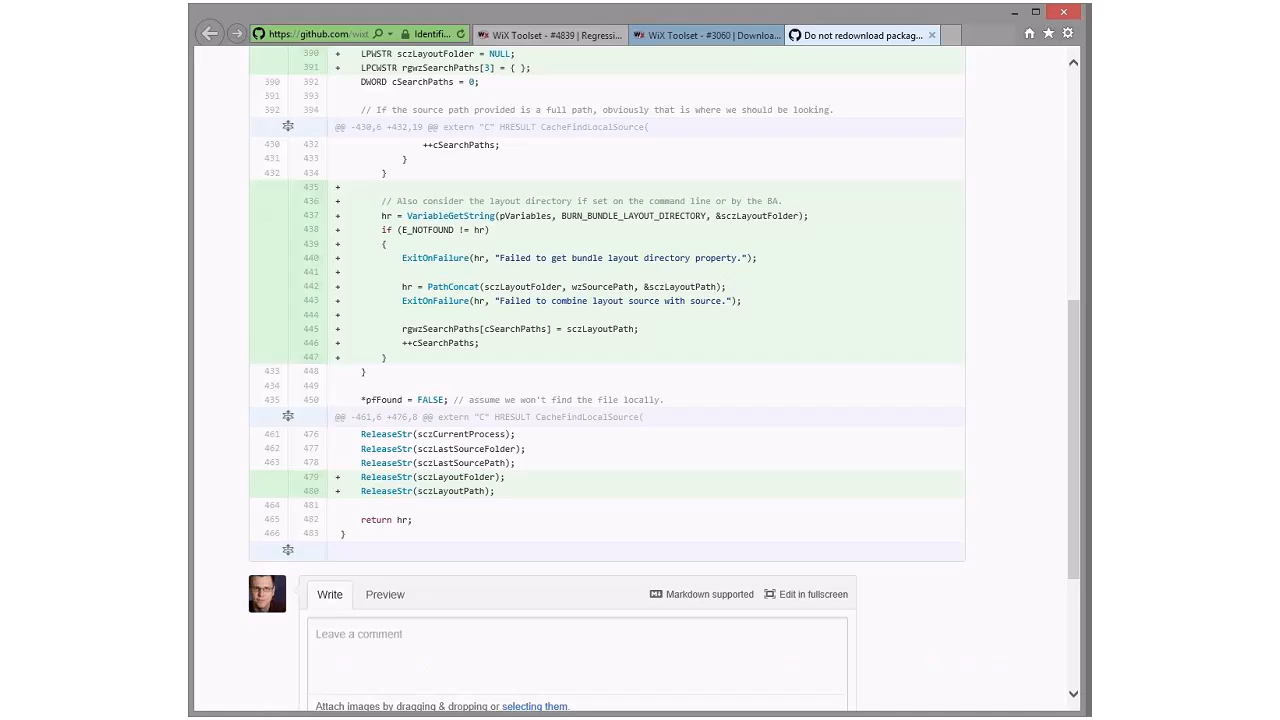 https://github.com/wixt Identifi... WiX Toolset - #4839 | Regressi... WiX Toolset - #3060 | Downloa... Do not redownload packag...
390 + LPWSTR sczLayoutFolder = NULL;
391 + LPCWSTR rgwzSearchPaths[3] = { };
390 392 DWORD cSearchPaths = 0;
391 393
392 394 // If the source path provided is a full path, obviously that is where we should be looking.
@@ -430,6 +432,19 @@ extern "C" HRESULT CacheFindLocalSource(
430 432 ++cSearchPaths;
431 433 }
432 434 }
435 +
436 + // Also consider the layout directory if set on the command line or by the BA.
437 + hr = VariableGetString(pVariables, BURN_BUNDLE_LAYOUT_DIRECTORY, &sczLayoutFolder);
438 + if (E_NOTFOUND != hr)
439 + {
440 + ExitOnFailure(hr, "Failed to get bundle layout directory property.");
441 +
442 + hr = PathConcat(sczLayoutFolder, wzSourcePath, &sczLayoutPath);
443 + ExitOnFailure(hr, "Failed to combine layout source with source.");
444 +
445 + rgwzSearchPaths[cSearchPaths] = sczLayoutPath;
446 + ++cSearchPaths;
447 + }
433 448 }
434 449
435 450 *pfFound = FALSE; // assume we won't find the file locally.
@@ -461,6 +476,8 @@ extern "C" HRESULT CacheFindLocalSource(
461 476 ReleaseStr(sczCurrentProcess);
462 477 ReleaseStr(sczLastSourceFolder);
463 478 ReleaseStr(sczLastSourcePath);
479 + ReleaseStr(sczLayoutFolder);
480 + ReleaseStr(sczLayoutPath);
464 481
465 482 return hr;
466 483 }
Write Preview Markdown supported Edit in fullscreen
Leave a comment
Attach images by dragging & dropping or selecting them.